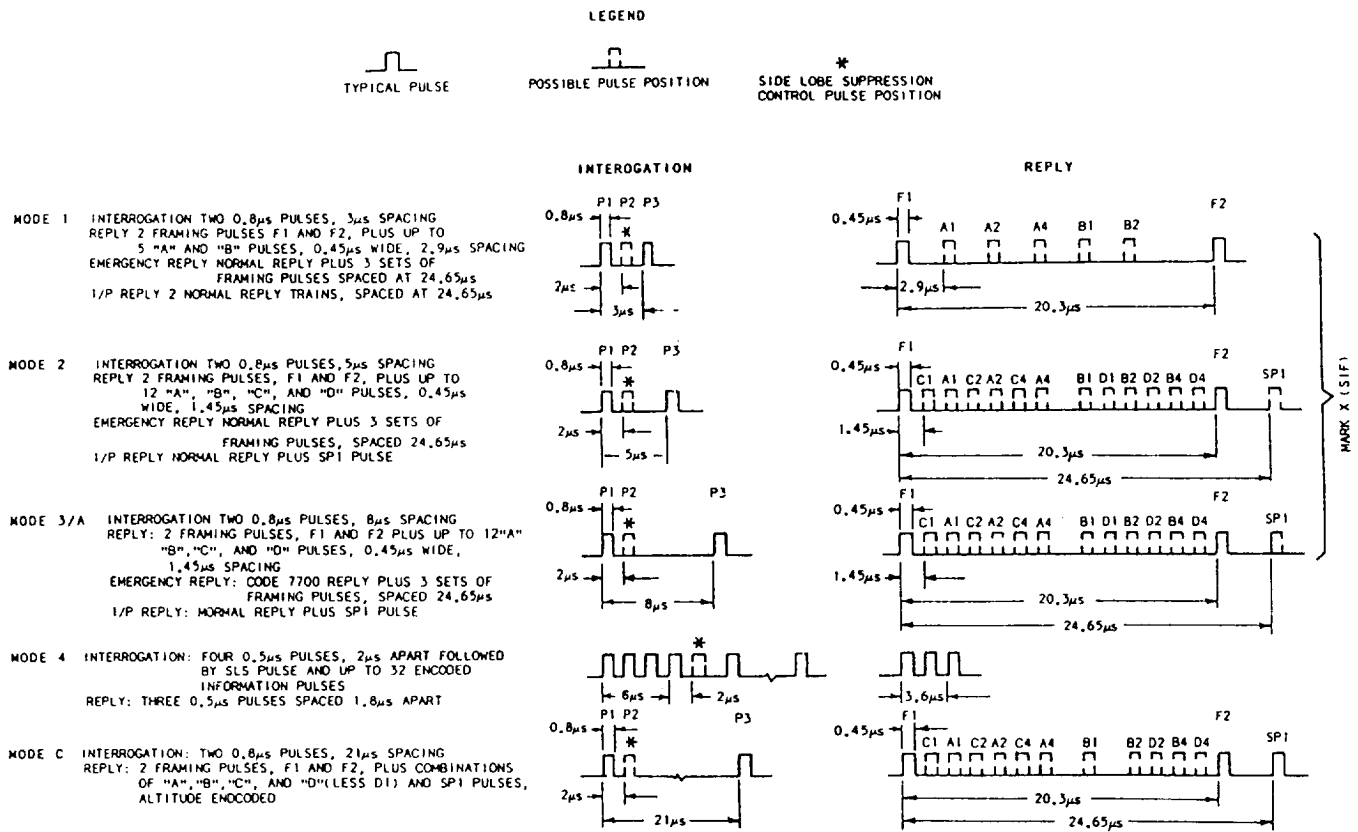 LEGEND
TYPICAL PULSE
POSSIBLE PULSE POSITION
*
SIDE LOBE SUPPRESSION
CONTROL PULSE POSITION
INTEROGATION
REPLY
MODE 1 INTERROGATION TWO 0.8µs PULSES, 3µs SPACING
REPLY 2 FRAMING PULSES F1 AND F2, PLUS UP TO
5 "A" AND "B" PULSES, 0.45µs WIDE, 2.9µs SPACING
EMERGENCY REPLY NORMAL REPLY PLUS 3 SETS OF
FRAMING PULSES SPACED AT 24.65µs
I/P REPLY 2 NORMAL REPLY TRAINS, SPACED AT 24.65µs
P1 P2 P3
0.8µs
*
2µs
3µs
F1
F2
0.45µs
A1 A2 A4 B1 B2
2.9µs
20.3µs
MODE 2 INTERROGATION TWO 0.8µs PULSES,5µs SPACING
REPLY 2 FRAMING PULSES, F1 AND F2, PLUS UP TO
12 "A", "B", "C", AND "D" PULSES, 0.45µs
WIDE, 1.45µs SPACING
EMERGENCY REPLY NORMAL REPLY PLUS 3 SETS OF
FRAMING PULSES, SPACED 24.65µs
I/P REPLY NORMAL REPLY PLUS SP1 PULSE
P1 P2 P3
0.8µs
*
2µs
5µs
F1
F2
0.45µs
SP1
C1 A1 C2 A2 C4 A4 B1 D1 B2 D2 B4 D4
1.45µs
20.3µs
24.65µs
MARK X (SIF)
MODE 3/A INTERROGATION TWO 0.8µs PULSES, 8µs SPACING
REPLY: 2 FRAMING PULSES, F1 AND F2 PLUS UP TO 12"A"
"B","C", AND "D" PULSES, 0.45µs WIDE,
1.45µs SPACING
EMERGENCY REPLY: CODE 7700 REPLY PLUS 3 SETS OF
FRAMING PULSES, SPACED 24.65µs
I/P REPLY: NORMAL REPLY PLUS SP1 PULSE
P1 P2 P3
0.8µs
*
2µs
8µs
F1
F2
0.45µs
SP1
C1 A1 C2 A2 C4 A4 B1 D1 B2 D2 B4 D4
1.45µs
20.3µs
24.65µs
MODE 4 INTERROGATION: FOUR 0.5µs PULSES, 2µs APART FOLLOWED
BY SLS PULSE AND UP TO 32 ENCODED
INFORMATION PULSES
REPLY: THREE 0.5µs PULSES SPACED 1.8µs APART
*
6µs
2µs
3.6µs
MODE C INTERROGATION: TWO 0.8µs PULSES, 21µs SPACING
REPLY: 2 FRAMING PULSES, F1 AND F2, PLUS COMBINATIONS
OF "A","B","C", AND "D"(LESS D1) AND SP1 PULSES,
ALTITUDE ENOCODED
P1 P2 P3
0.8µs
*
2µs
21µs
F1
F2
0.45µs
SP1
C1 A1 C2 A2 C4 A4 B1 B2 D2 B4 D4
20.3µs
24.65µs